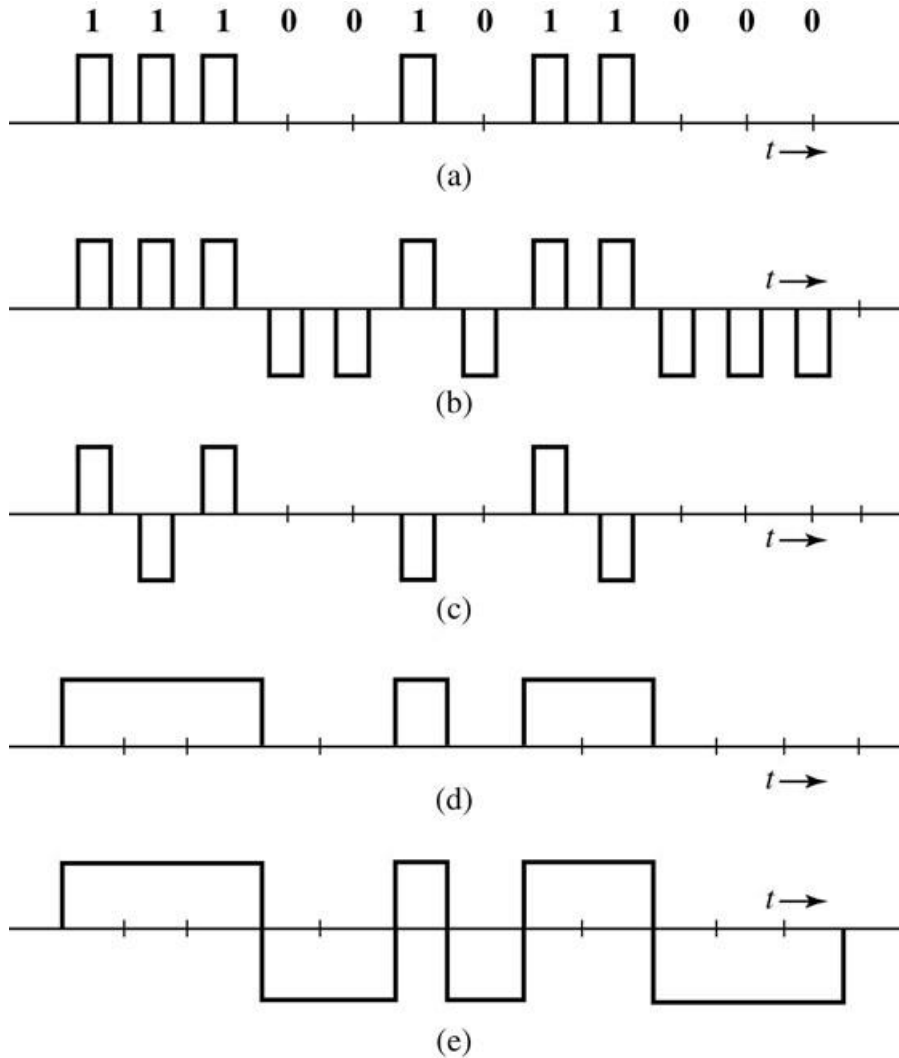 1 1 1 0 0 1 0 1 1 0 0 0
t →
(a)
t →
(b)
t →
(c)
t →
(d)
t →
(e)